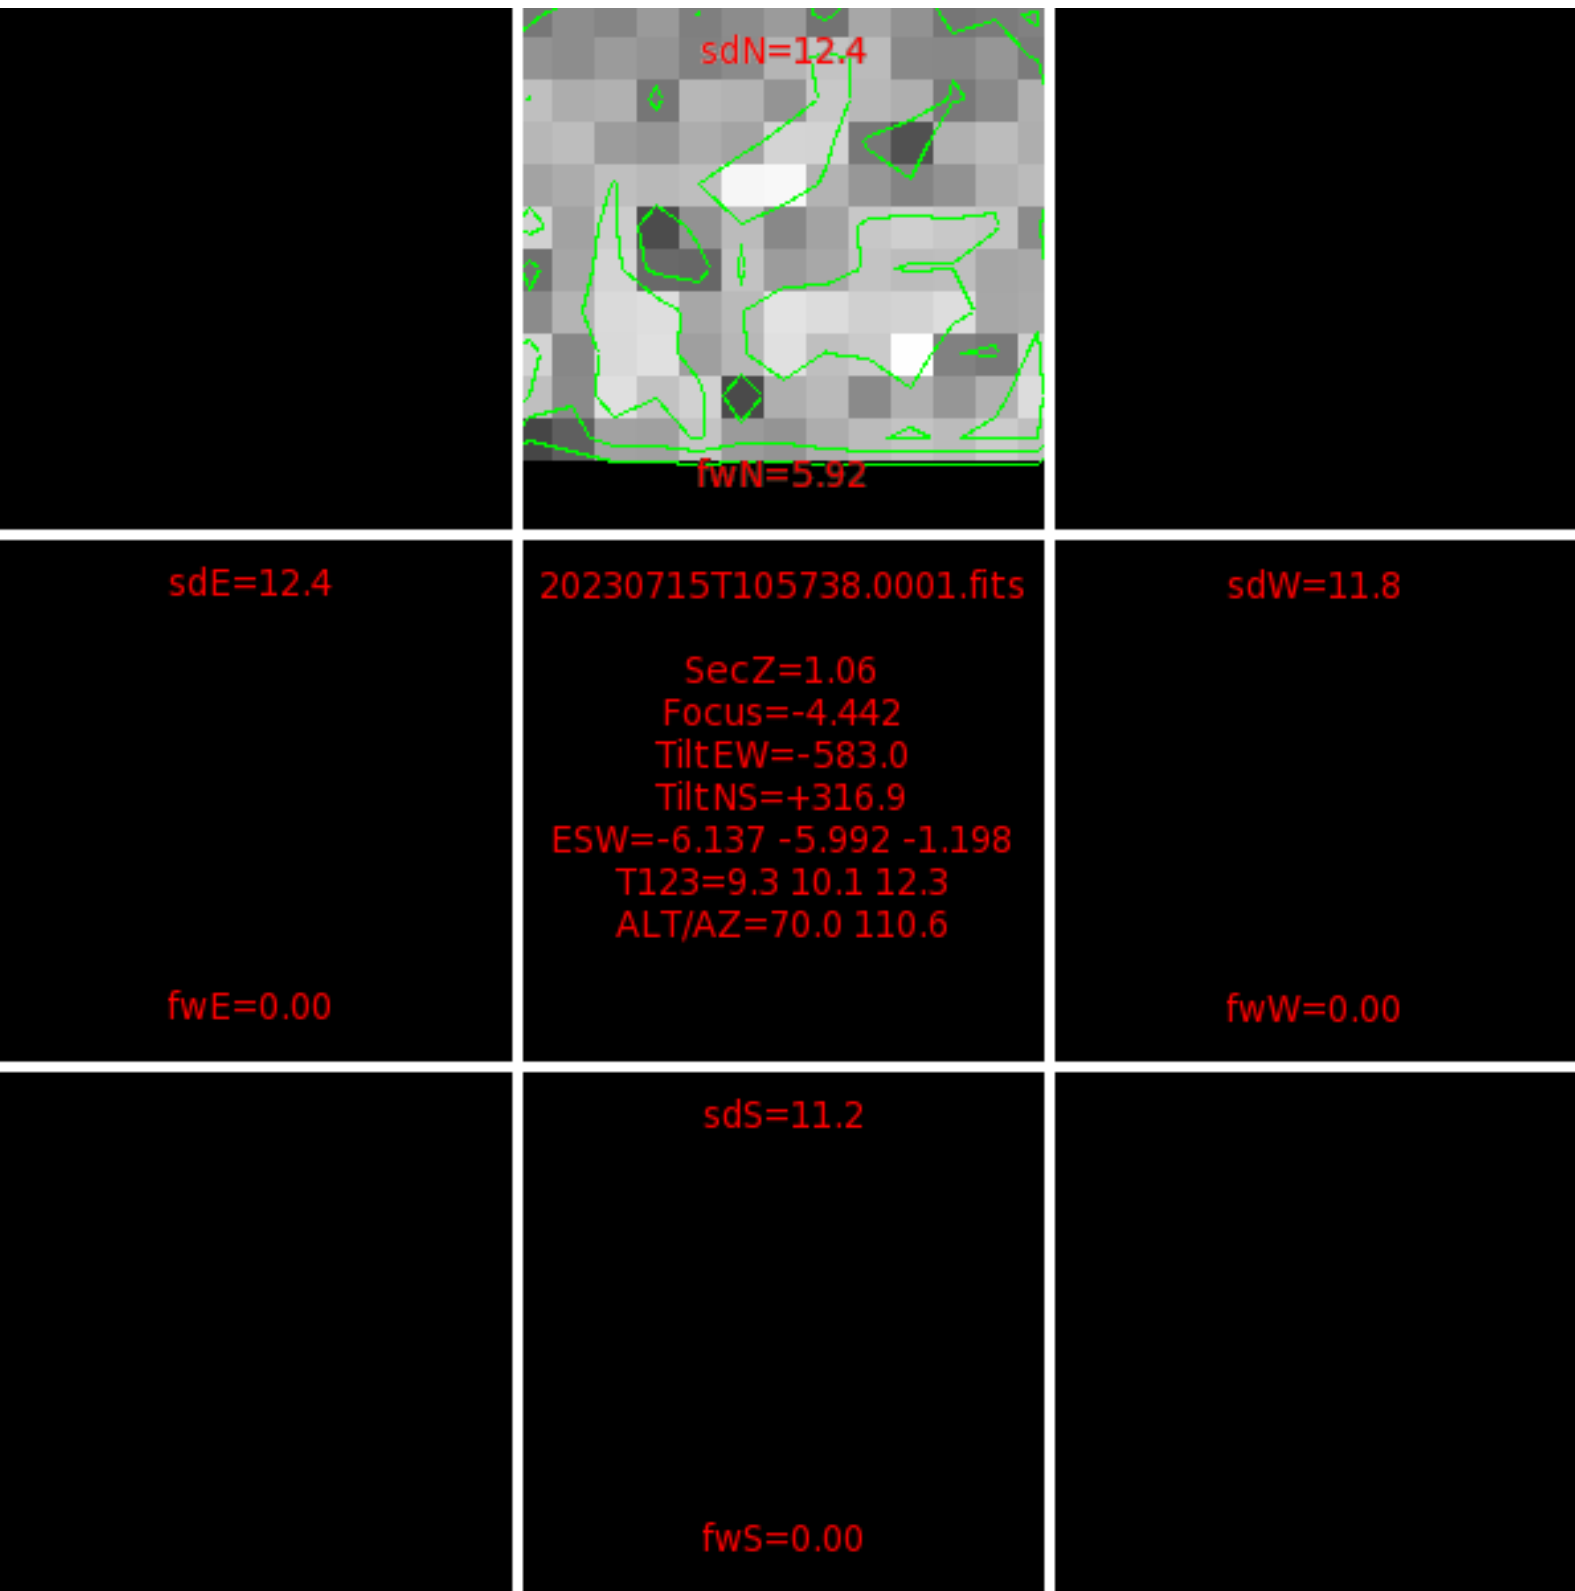 sdN=12.4
fwN=5.92
sdE=12.4
20230715T105738.0001.fits
sdW=11.8
SecZ=1.06
Focus=-4.442
TiltEW=-583.0
TiltNS=+316.9
ESW=-6.137 -5.992 -1.198
T123=9.3 10.1 12.3
ALT/AZ=70.0 110.6
fwE=0.00
fwW=0.00
sdS=11.2
fwS=0.00